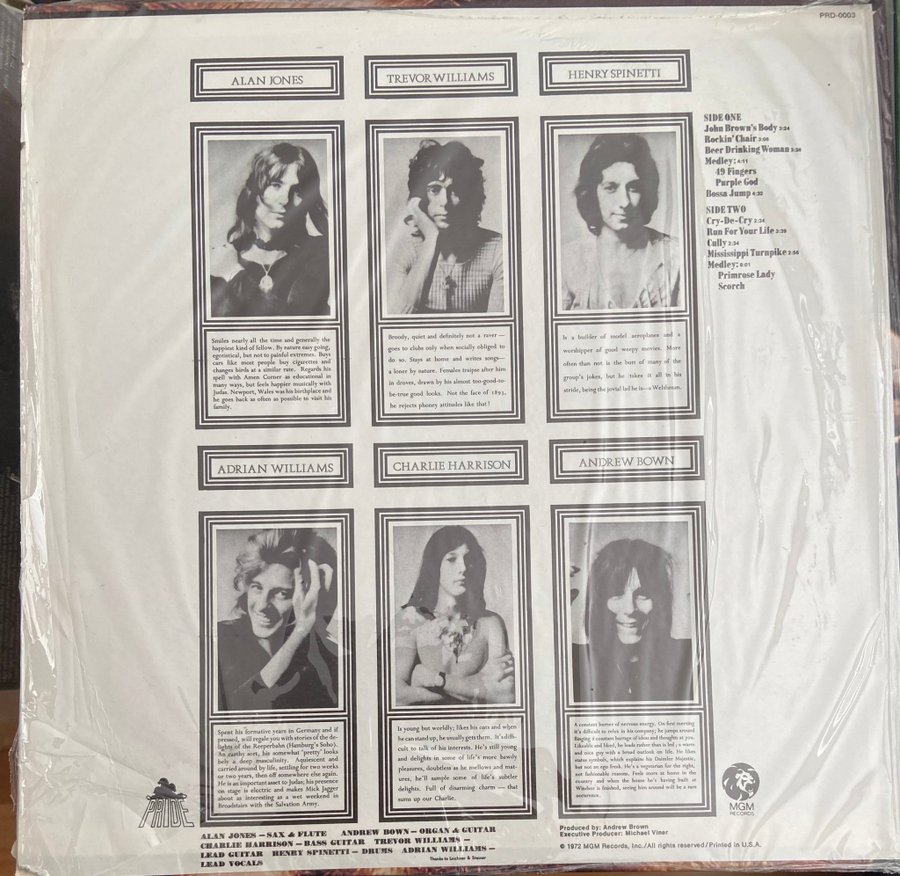 PRD-0003
ALAN JONES
TREVOR WILLIAMS
HENRY SPINETTI
Smiles nearly all the time and generally the
happiest kind of fellow. By nature easy going,
egotistical, but not to painful extremes. Buys
cars like most people buy cigarettes and
changes birds at a similar rate. Regards his
spell with Amen Corner as educational in
many ways, but feels happier musically with
Judas. Newport, Wales was his birthplace and
he goes back as often as possible to visit his
family.
Broody, quiet and definitely not a raver—
goes to clubs only when socially obliged to
do so. Stays at home and writes songs—
a loner by nature. Females traipse after him
in droves, drawn by his almost too-good-to-
be-true good looks. Not the face of 1893,
he rejects phoney attitudes like that!
Is a builder of model aeroplanes and a
worshipper of good weepy movies. More
often than not is the butt of many of the
group's jokes, but he takes it all in his
stride, being the jovial lad he is—a Welshman.
SIDE ONE
John Brown's Body 3:24
Rockin' Chair
Beer Drinking Woman
Medley: 4:11
49 Fingers
Purple God
Bossa Jump 4:32
SIDE TWO
Cry-De-Cry 2:24
Run For Your Life 3:39
Cully 2:34
Mississippi Turnpike
Medley:
Primrose Lady
Scorch
ADRIAN WILLIAMS
CHARLIE HARRISON
ANDREW BOWN
Spent his formative years in Germany and if
pressed, will regale you with stories of the de-
lights of the Reeperbahn (Hamburg's Soho).
An earthy sort, his somewhat 'pretty' looks
bely a deep masculinity. Aquiescent and
carried around by life, settling for two weeks
or two years, then off somewhere else again.
He is an important asset to Judas; his presence
on stage is electric and makes Mick Jagger
about as interesting as a wet weekend in
Broadstairs with the Salvation Army.
Is young but worldly; likes his oats and when
he can stand up, he usually gets them. It's diffi-
cult to talk of his interests. He's still young
and delights in some of life's more bawdy
pleasures, doubtless as he mellows and mat-
ures, he'll sample some of life's subtler
delights. Full of disarming charm — that
sums up our Charlie.
A constant burner of nervous energy. On first meeting
it's difficult to relax in his company; he jumps around
flinging a constant barrage of ideas and thoughts at you.
Likeable and liked, he leads rather than is led; a warm
and nice guy with a broad outlook on life. He likes
status symbols, which explains his Daimler Majestic,
but not an ego freak. He's a vegetarian for the right,
not fashionable reasons. Feels more at home in the
country and when the house he's having built at
Windsor is finished, seeing him around will be a rare
occurrence.
PRIDE
MGM
RECORDS
ALAN JONES – SAX & FLUTE ANDREW BOWN – ORGAN & GUITAR
CHARLIE HARRISON – BASS GUITAR TREVOR WILLIAMS –
LEAD GUITAR HENRY SPINETTI – DRUMS ADRIAN WILLIAMS –
LEAD VOCALS
Thanks to Leichner &
Produced by: Andrew Brown
Executive Producer: Michael Viner
© 1972 MGM Records, Inc./All rights reserved/Printed in U.S.A.